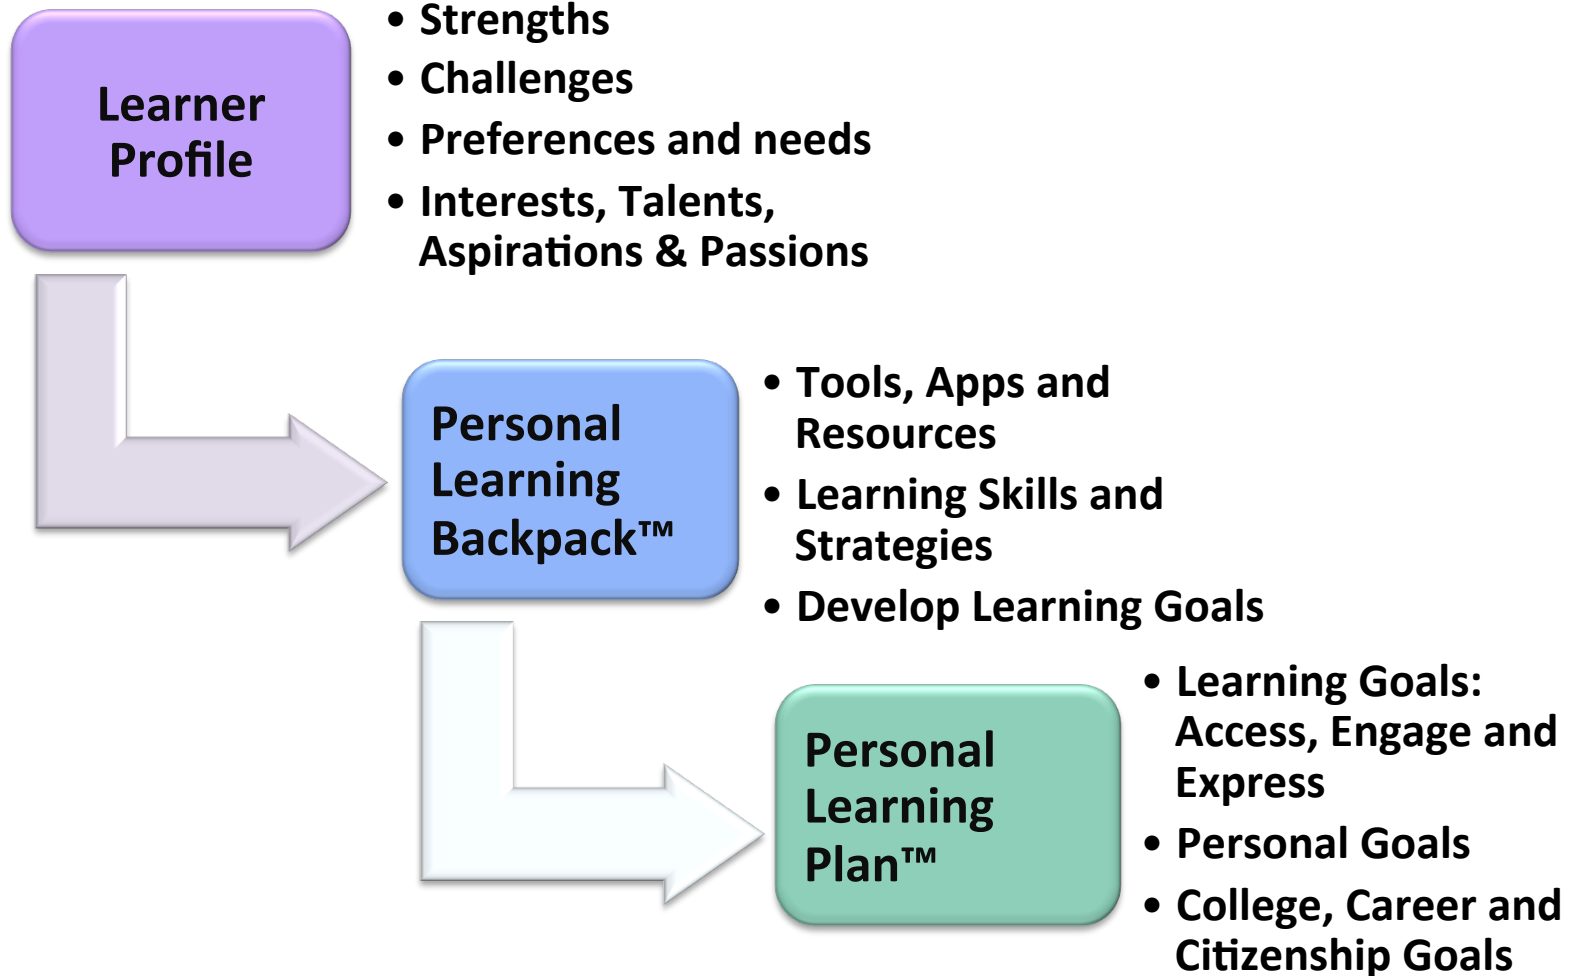 Learner
Profile
• Strengths
• Challenges
• Preferences and needs
• Interests, Talents,
Aspirations & Passions
Personal
Learning
Backpack™
• Tools, Apps and
Resources
• Learning Skills and
Strategies
• Develop Learning Goals
Personal
Learning
Plan™
• Learning Goals:
Access, Engage and
Express
• Personal Goals
• College, Career and
Citizenship Goals